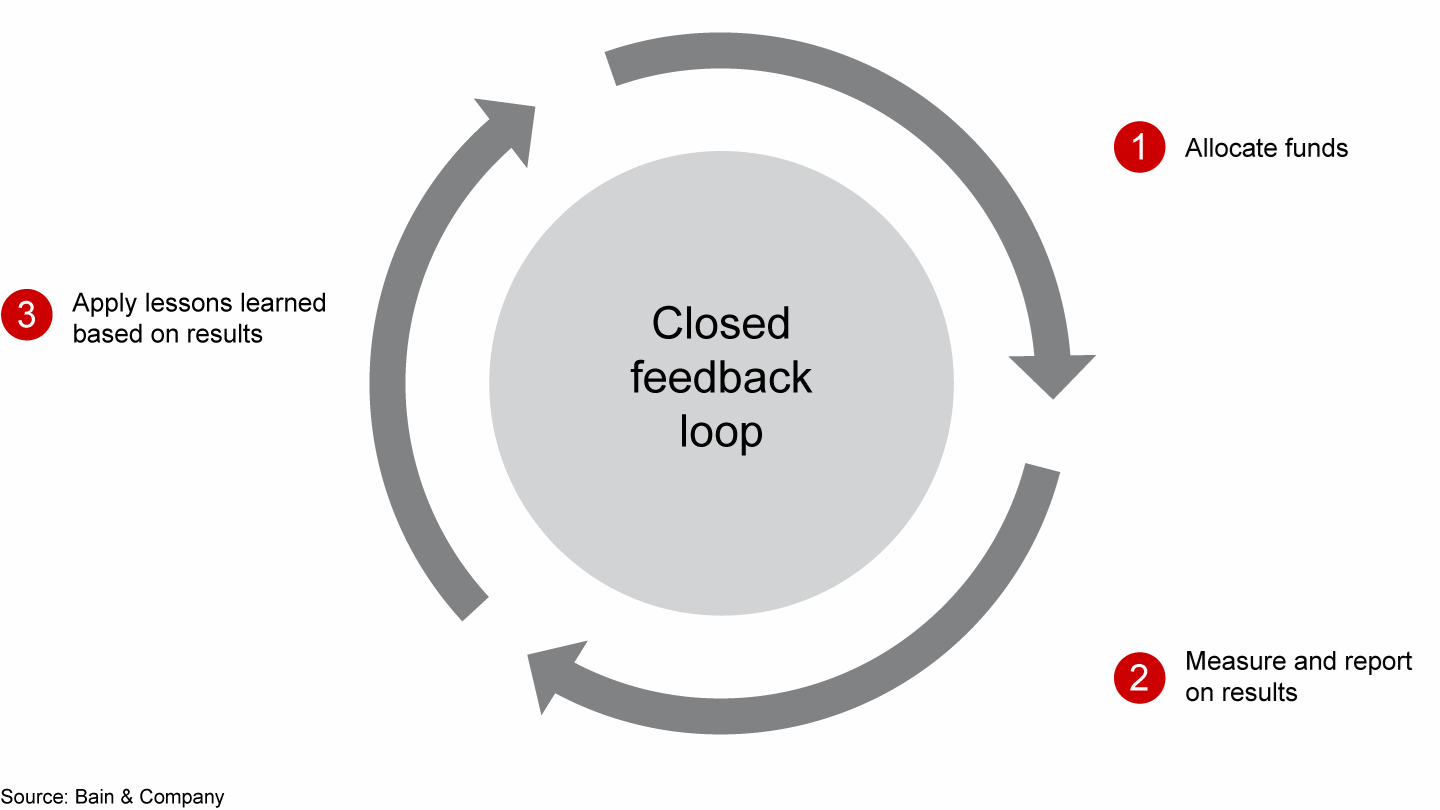 1 Allocate funds
3 Apply lessons learned
based on results
Closed
feedback
loop
2 Measure and report
on results
Source: Bain & Company